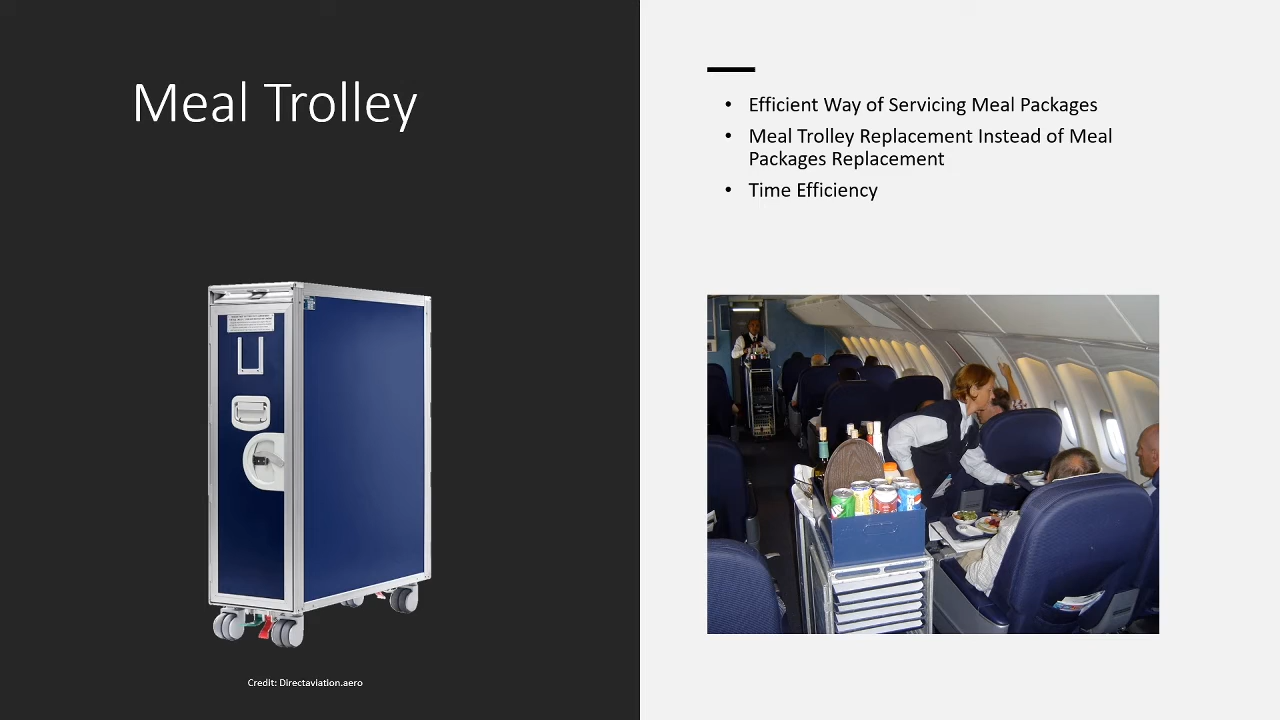 Meal Trolley
• Efficient Way of Servicing Meal Packages
• Meal Trolley Replacement Instead of Meal
Packages Replacement
• Time Efficiency
Credit: Directaviation.aero